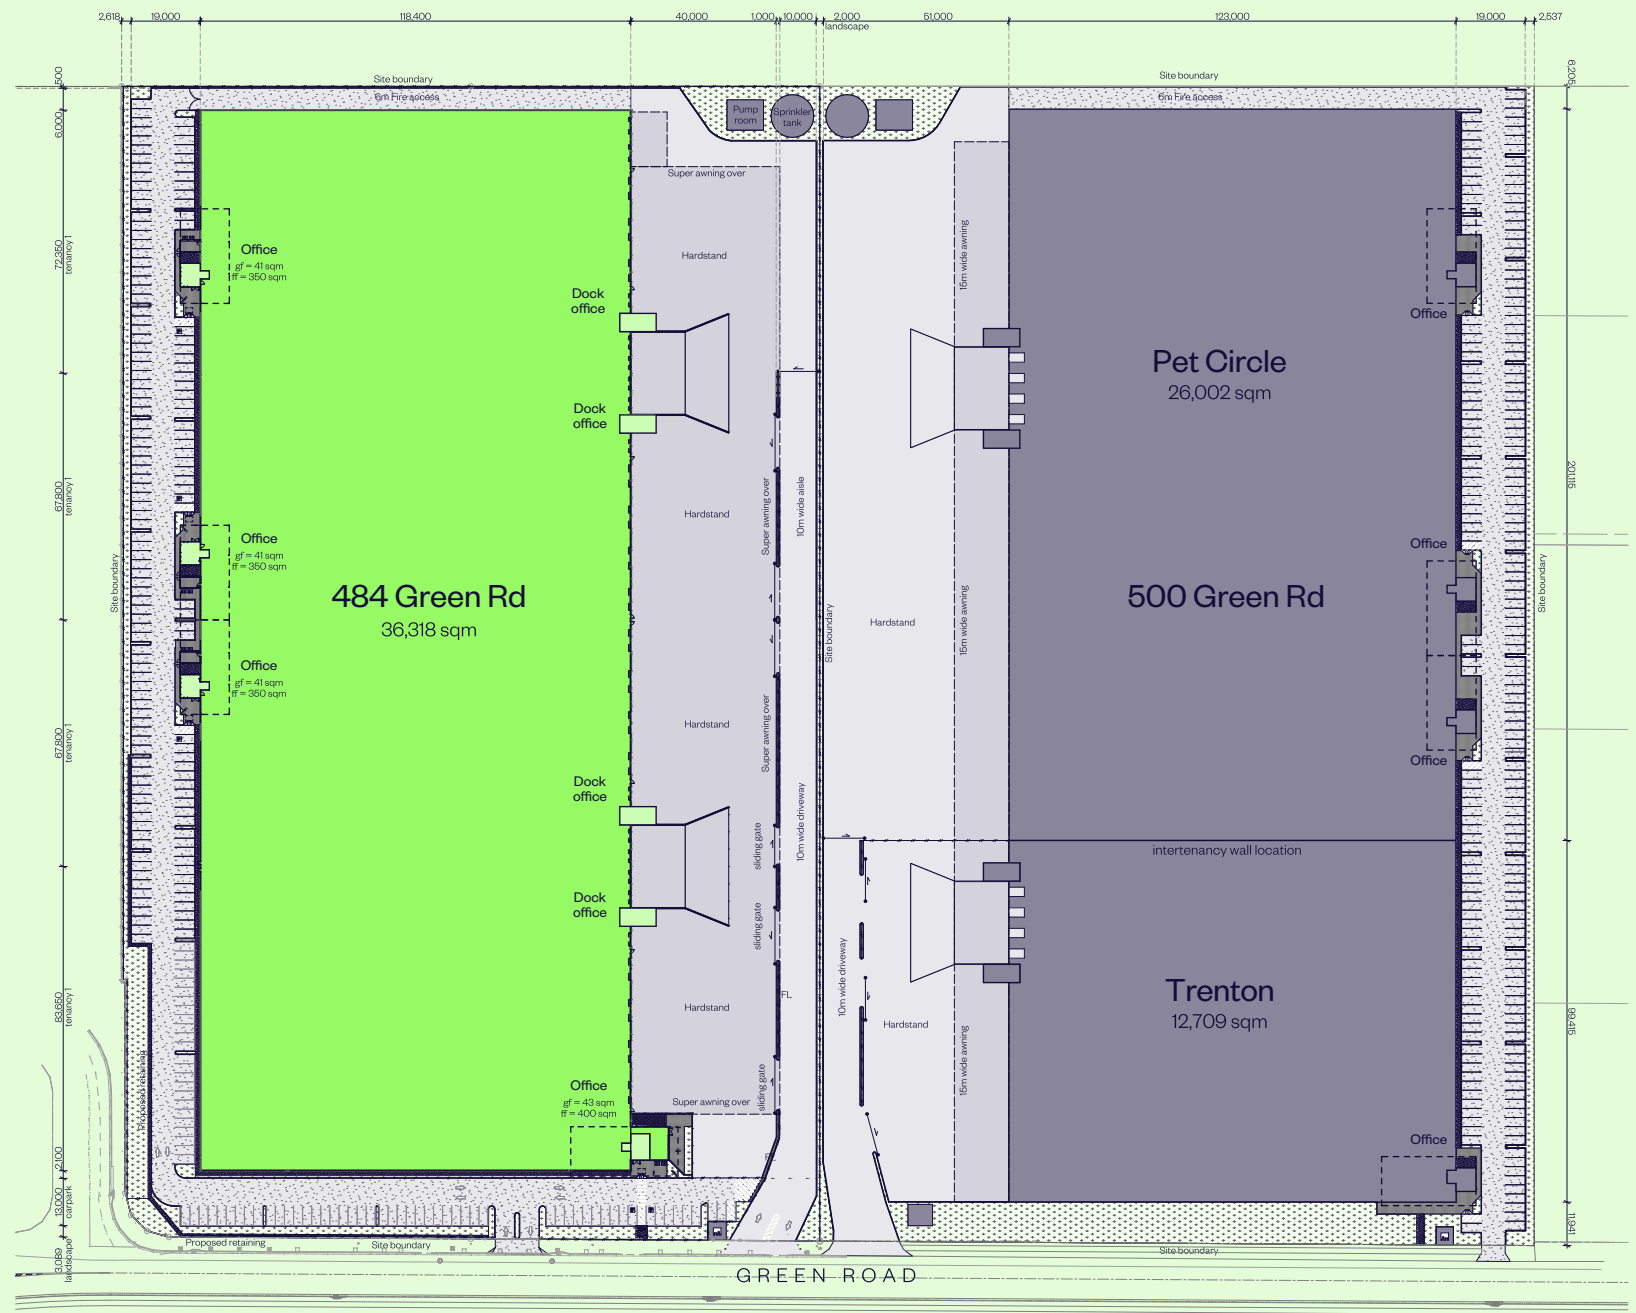 2,618
19,000
118,400
40,000
1,000
10,000
2,000
landscape
51,000
123,000
19,000
2,537
Site boundary
Site boundary
6m Fire access
6m Fire access
500
6,000
72,350
tenancy 1
67,800
tenancy 1
67,800
tenancy 1
83,650
tenancy 1
2,100
13,000
carpark
3,089
landscape
6,205
201,115
99,415
11,941
Pump
room
Sprinkler
tank
Super awning over
Hardstand
Office
gf = 41 sqm
ff = 350 sqm
Dock
office
Dock
office
15m wide awning
Office
Pet Circle
26,002 sqm
Hardstand
Super awning over
10m wide aisle
Office
gf = 41 sqm
ff = 350 sqm
Office
Site boundary
484 Green Rd
36,318 sqm
Site boundary
Hardstand
15m wide awning
500 Green Rd
Site boundary
Office
gf = 41 sqm
ff = 350 sqm
Hardstand
Super awning over
Office
Dock
office
sliding gate
10m wide driveway
intertenancy wall location
Dock
office
sliding gate
10m wide driveway
FL
Hardstand
Hardstand
Trenton
12,709 sqm
15m wide awning
Proposed retaining
Office
gf = 43 sqm
ff = 400 sqm
Super awning over
sliding gate
Office
Proposed retaining
Site boundary
Site boundary
GREEN ROAD